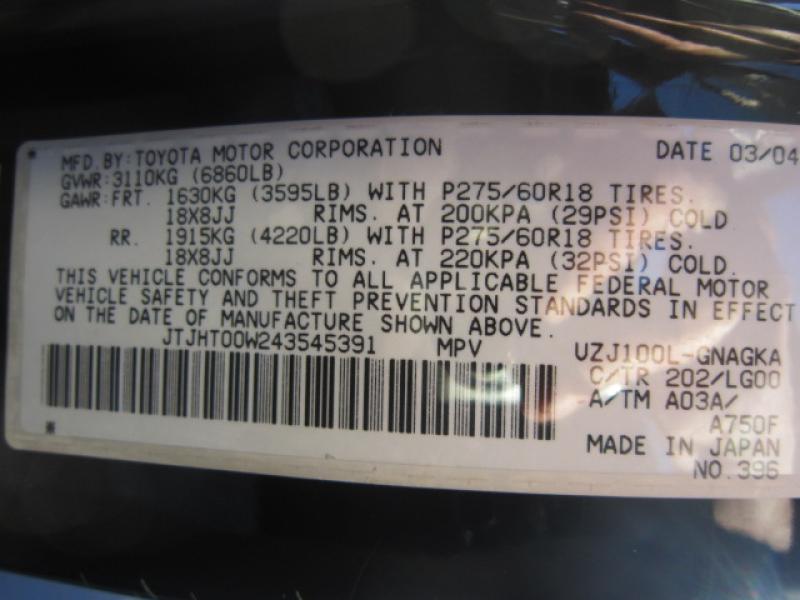 MFD. BY: TOYOTA MOTOR CORPORATION DATE 03/04
GVWR: 3110KG (6860LB)
GAWR: FRT. 1630KG (3595LB) WITH P275/60R18 TIRES.
18X8JJ RIMS. AT 200KPA (29PSI) COLD
RR. 1915KG (4220LB) WITH P275/60R18 TIRES.
18X8JJ RIMS. AT 220KPA (32PSI) COLD.
THIS VEHICLE CONFORMS TO ALL APPLICABLE FEDERAL MOTOR
VEHICLE SAFETY AND THEFT PREVENTION STANDARDS IN EFFECT
ON THE DATE OF MANUFACTURE SHOWN ABOVE.
JTJHT00W243545391 MPV UZJ100L-GNAGKA
C/TR 202/LG00
A/TM A03A/
A750F
MADE IN JAPAN
NO.396